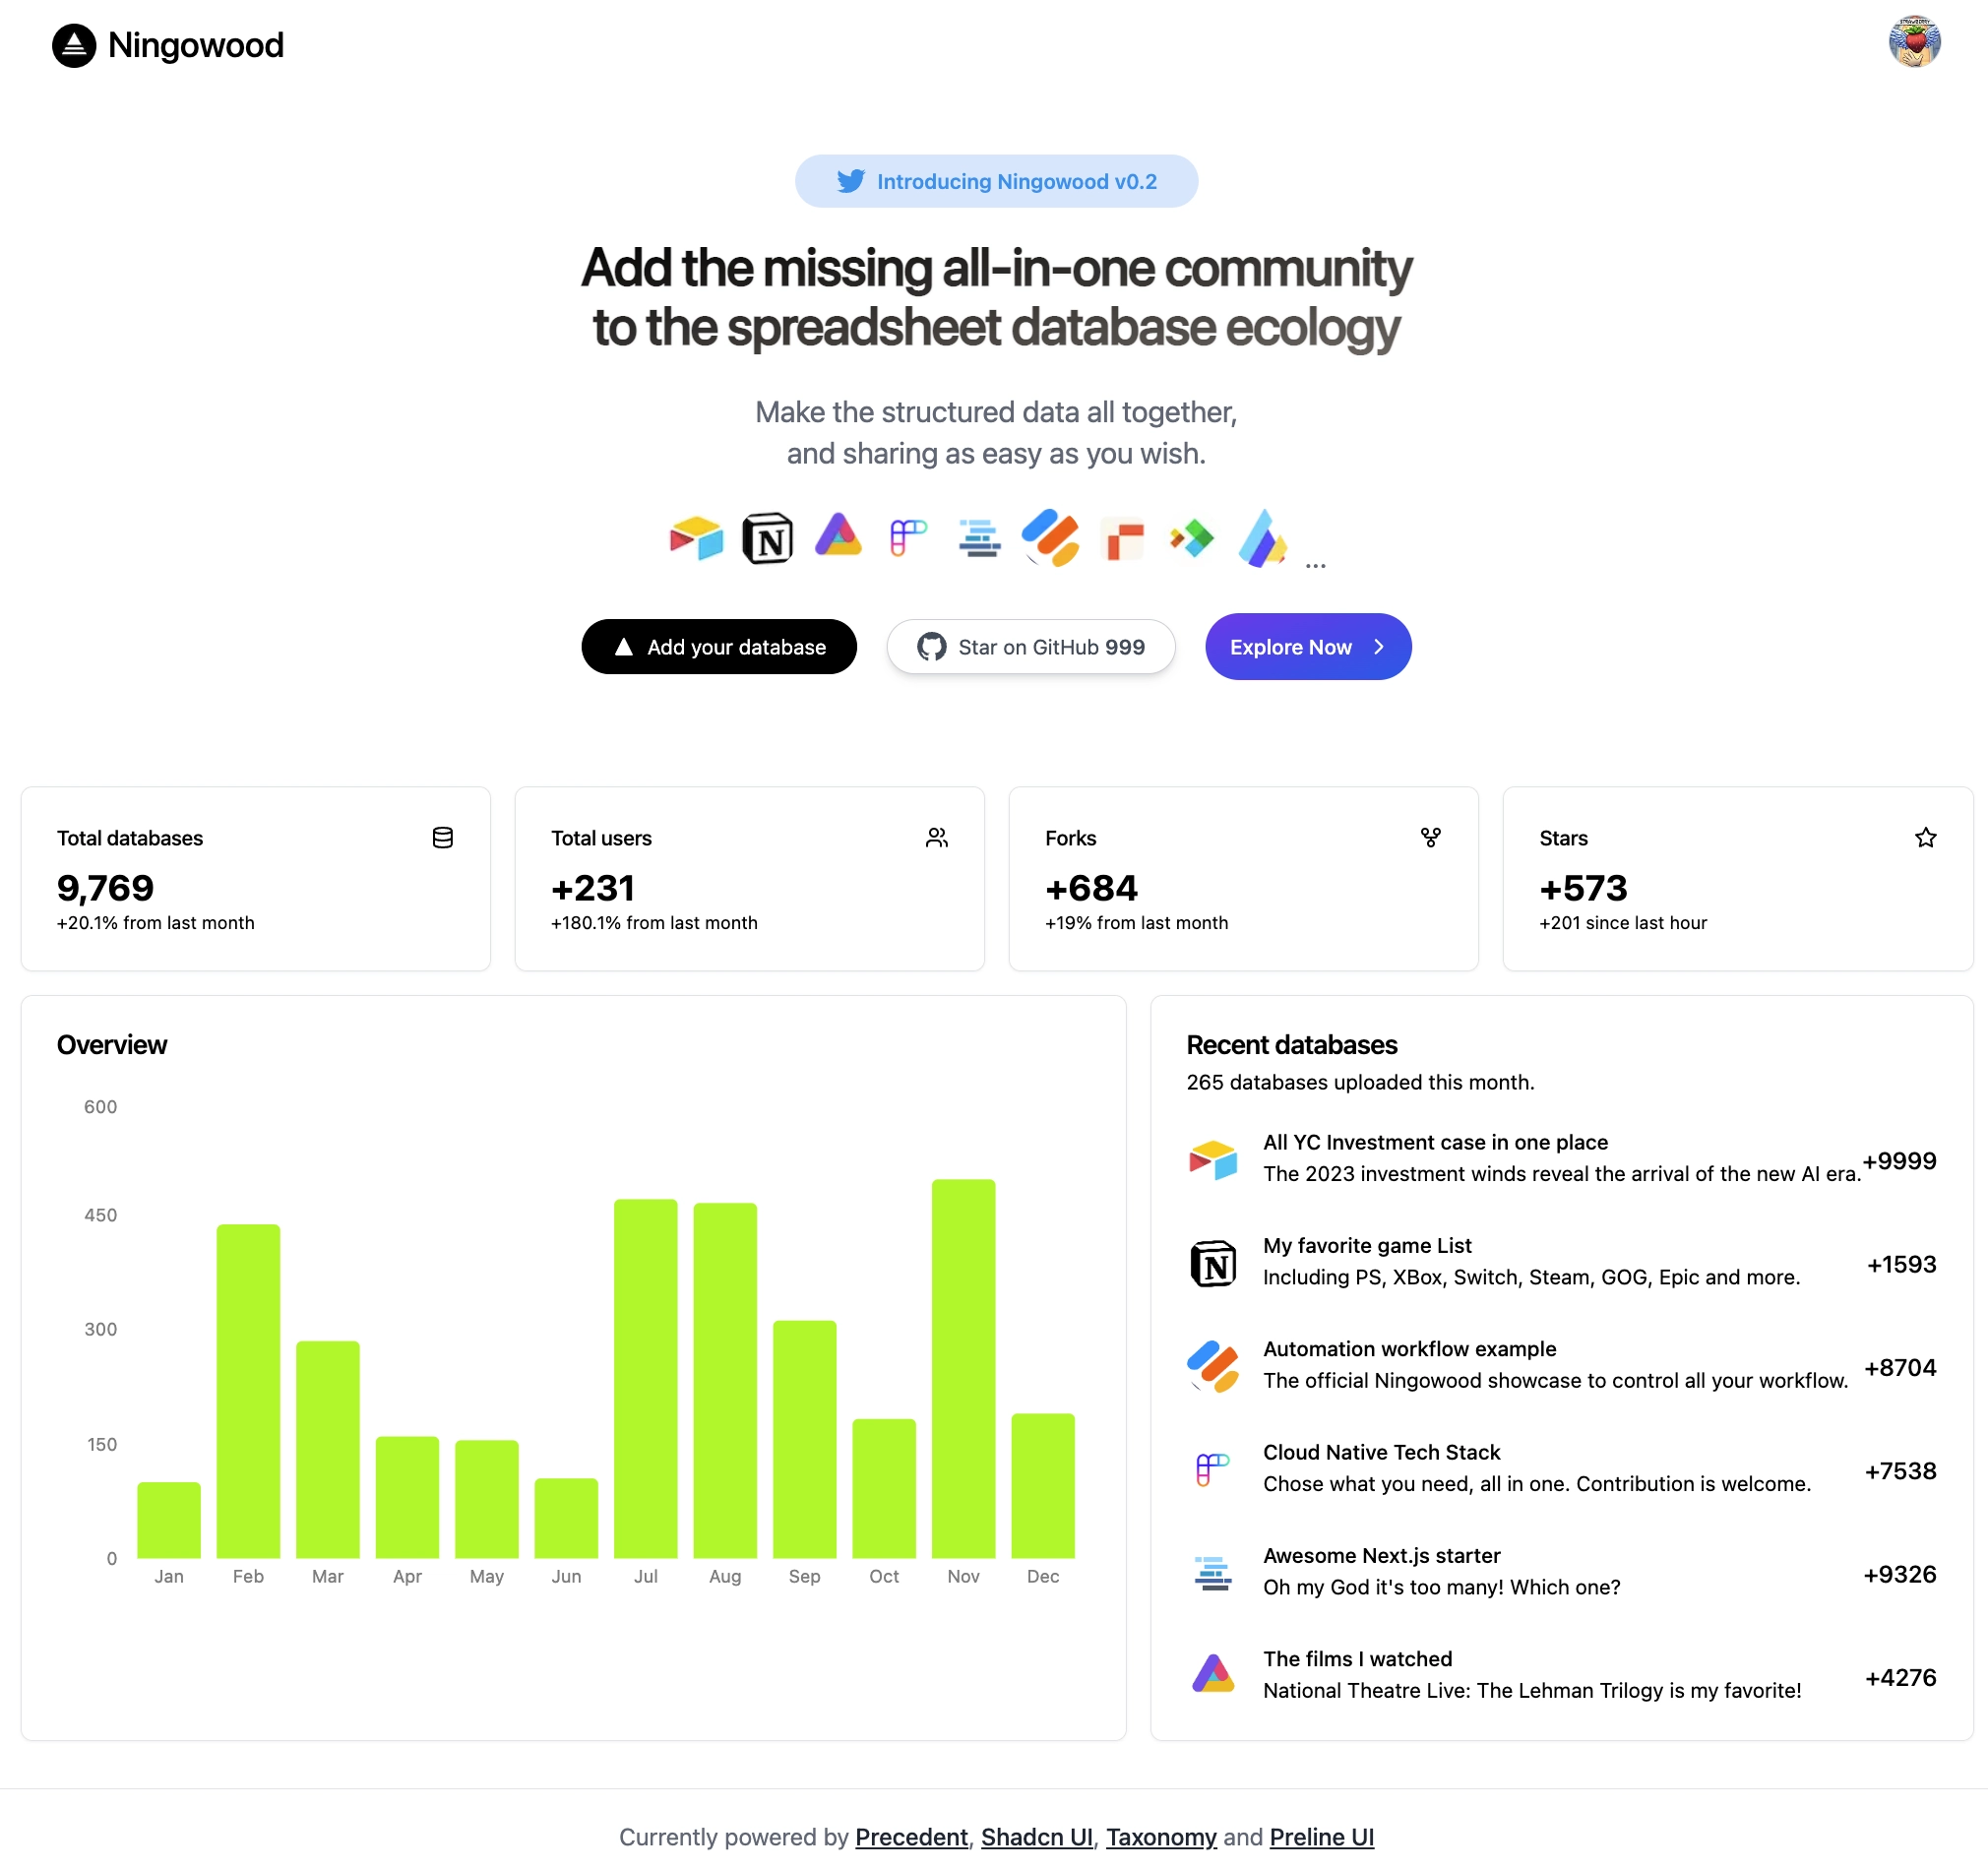 Ningowood
Introducing Ningowood v0.2
Add the missing all-in-one community
to the spreadsheet database ecology
Make the structured data all together,
and sharing as easy as you wish.
...
Add your database
Star on GitHub 999
Explore Now
Total databases
9,769
+20.1% from last month
Total users
+231
+180.1% from last month
Forks
+684
+19% from last month
Stars
+573
+201 since last hour
Overview
600
450
300
150
0
Jan Feb Mar Apr May Jun Jul Aug Sep Oct Nov Dec
Recent databases
265 databases uploaded this month.
All YC Investment case in one place
The 2023 investment winds reveal the arrival of the new AI era.
+9999
My favorite game List
Including PS, XBox, Switch, Steam, GOG, Epic and more.
+1593
Automation workflow example
The official Ningowood showcase to control all your workflow.
+8704
Cloud Native Tech Stack
Chose what you need, all in one. Contribution is welcome.
+7538
Awesome Next.js starter
Oh my God it's too many! Which one?
+9326
The films I watched
National Theatre Live: The Lehman Trilogy is my favorite!
+4276
Currently powered by Precedent, Shadcn UI, Taxonomy and Preline UI